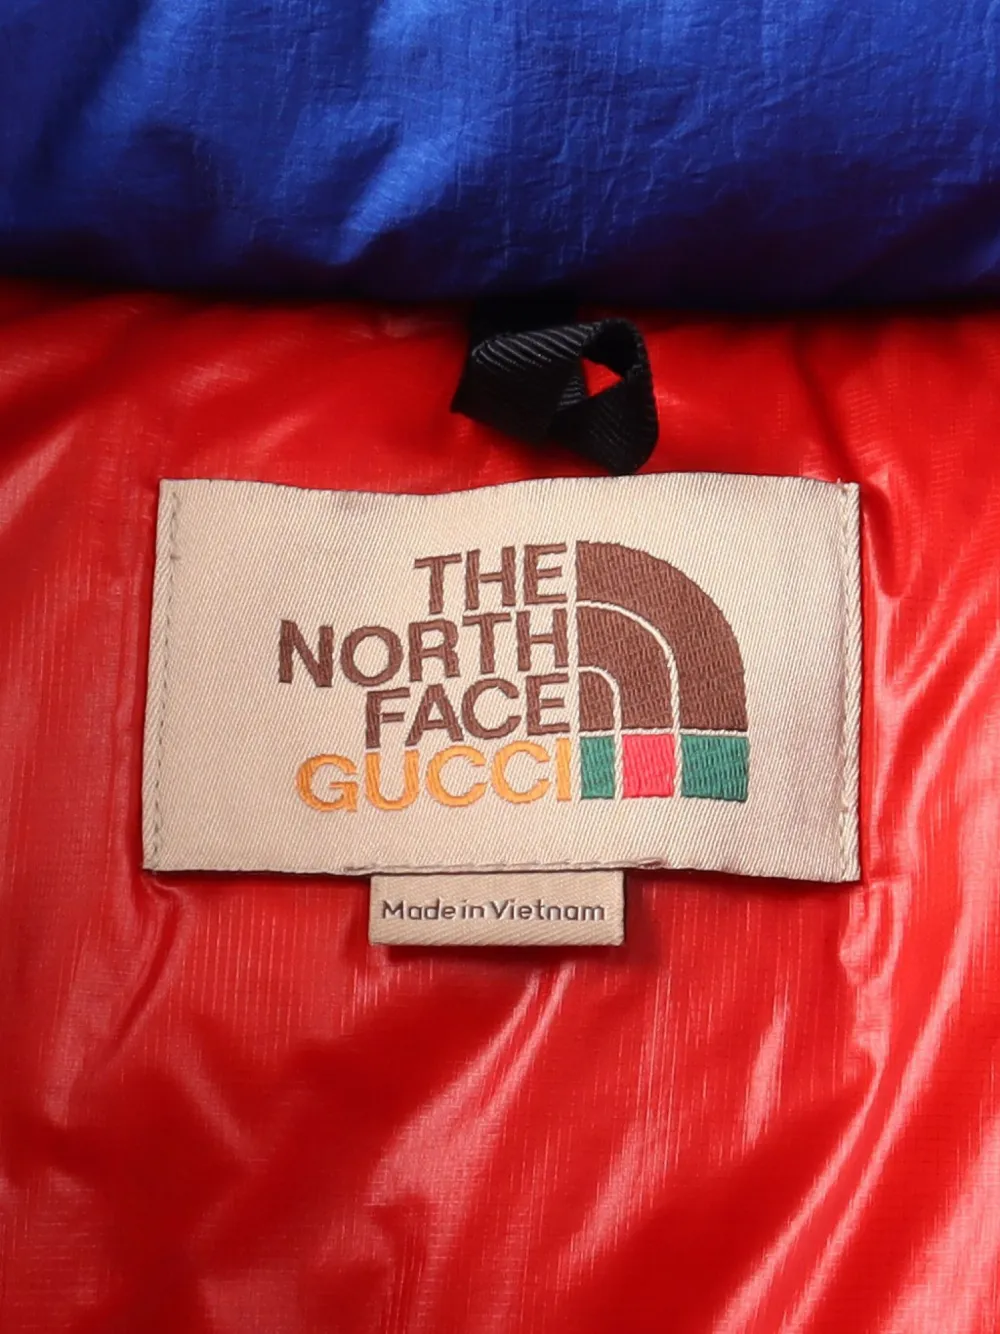 THE
NORTH
FACE
GUCCI
Made in Vietnam